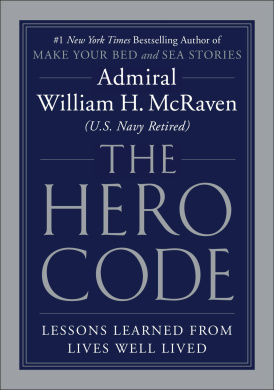 #1 New York Times Bestselling Author of
MAKE YOUR BED and SEA STORIES
Admiral
William H. McRaven
(U.S. Navy Retired)
THE
HERO
CODE
LESSONS LEARNED FROM
LIVES WELL LIVED